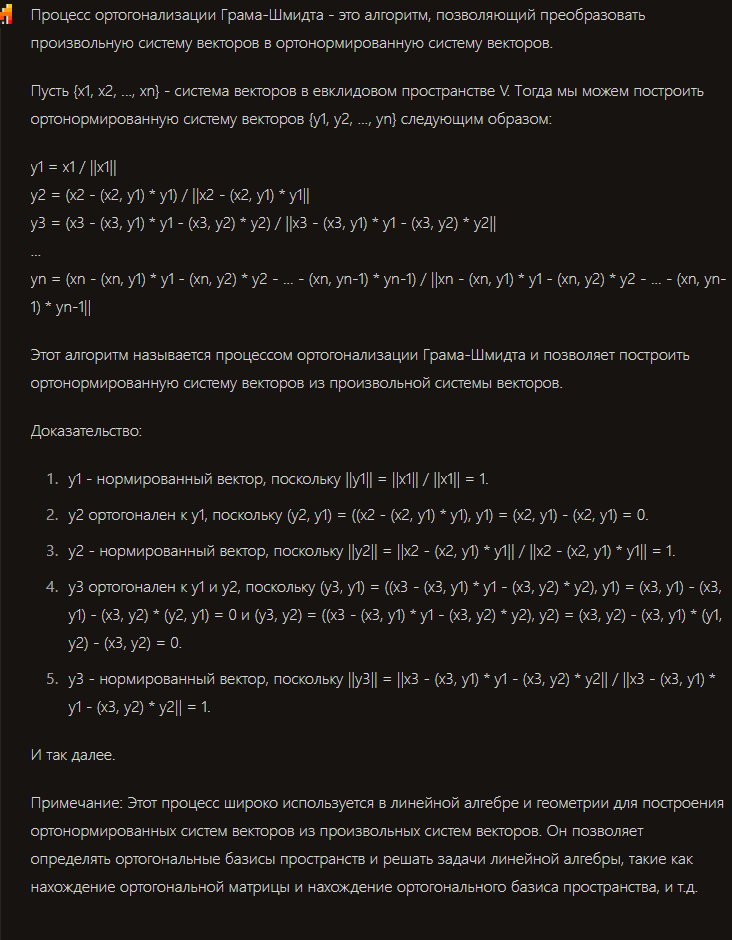 Процесс ортогонализации Грама-Шмидта - это алгоритм, позволяющий преобразовать
произвольную систему векторов в ортонормированную систему векторов.
Пусть {x1, x2, ..., xn} - система векторов в евклидовом пространстве V. Тогда мы можем построить
ортонормированную систему векторов {y1, y2, ..., yn} следующим образом:
y1 = x1 / ||x1||
y2 = (x2 - (x2, y1) * y1) / ||x2 - (x2, y1) * y1||
y3 = (x3 - (x3, y1) * y1 - (x3, y2) * y2) / ||x3 - (x3, y1) * y1 - (x3, y2) * y2||
...
yn = (xn - (xn, y1) * y1 - (xn, y2) * y2 - ... - (xn, yn-1) * yn-1) / ||xn - (xn, y1) * y1 - (xn, y2) * y2 - ... - (xn, yn-
1) * yn-1||
Этот алгоритм называется процессом ортогонализации Грама-Шмидта и позволяет построить
ортонормированную систему векторов из произвольной системы векторов.
Доказательство:
1. y1 - нормированный вектор, поскольку ||y1|| = ||x1|| / ||x1|| = 1.
2. y2 ортогонален к y1, поскольку (y2, y1) = ((x2 - (x2, y1) * y1), y1) = (x2, y1) - (x2, y1) = 0.
3. y2 - нормированный вектор, поскольку ||y2|| = ||x2 - (x2, y1) * y1|| / ||x2 - (x2, y1) * y1|| = 1.
4. y3 ортогонален к y1 и y2, поскольку (y3, y1) = ((x3 - (x3, y1) * y1 - (x3, y2) * y2), y1) = (x3, y1) - (x3,
y1) - (x3, y2) * (y2, y1) = 0 и (y3, y2) = ((x3 - (x3, y1) * y1 - (x3, y2) * y2), y2) = (x3, y2) - (x3, y1) * (y1,
y2) - (x3, y2) = 0.
5. y3 - нормированный вектор, поскольку ||y3|| = ||x3 - (x3, y1) * y1 - (x3, y2) * y2|| / ||x3 - (x3, y1) *
y1 - (x3, y2) * y2|| = 1.
И так далее.
Примечание: Этот процесс широко используется в линейной алгебре и геометрии для построения
ортонормированных систем векторов из произвольных систем векторов. Он позволяет
определять ортогональные базисы пространств и решать задачи линейной алгебры, такие как
нахождение ортогональной матрицы и нахождение ортогонального базиса пространства, и т.д.